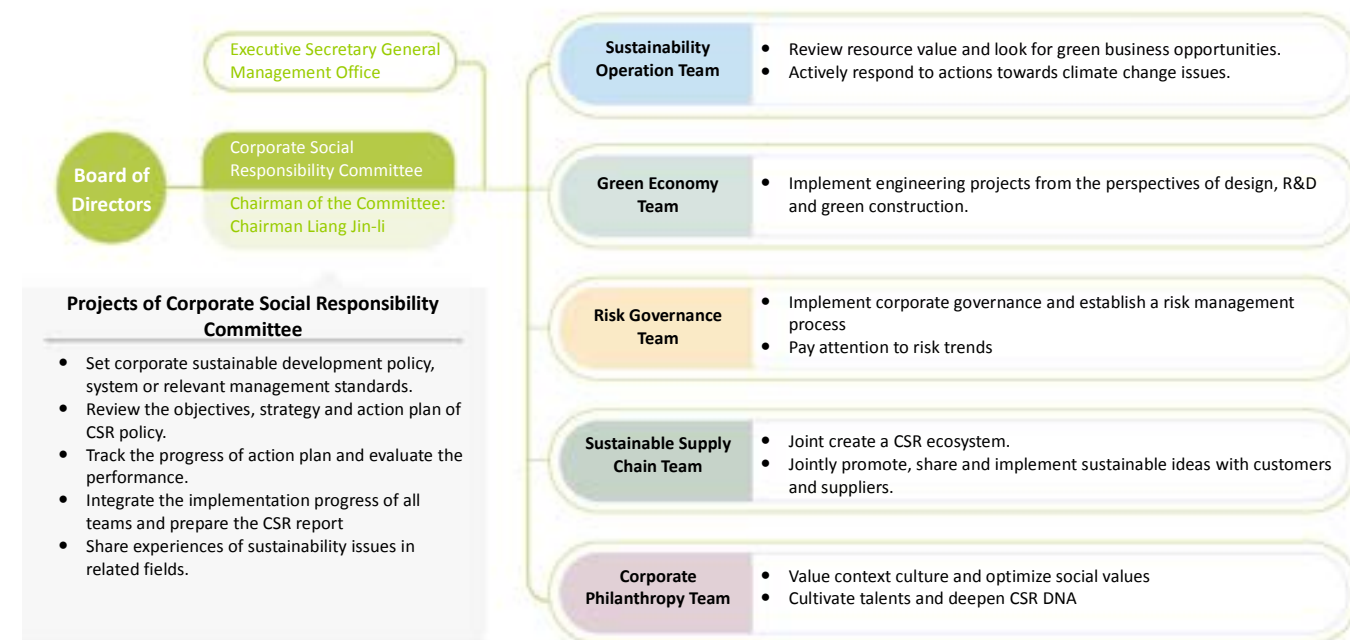 Executive Secretary General
Management Office
Board of
Directors
Corporate Social
Responsibility Committee
Chairman of the Committee:
Chairman Liang Jin-li
Projects of Corporate Social Responsibility
Committee
• Set corporate sustainable development policy,
system or relevant management standards.
• Review the objectives, strategy and action plan of
CSR policy.
• Track the progress of action plan and evaluate the
performance.
• Integrate the implementation progress of all
teams and prepare the CSR report
• Share experiences of sustainability issues in
related fields.
Sustainability
Operation Team
• Review resource value and look for green business opportunities.
• Actively respond to actions towards climate change issues.
Green Economy
Team
• Implement engineering projects from the perspectives of design, R&D
and green construction.
Risk Governance
Team
• Implement corporate governance and establish a risk management
process
• Pay attention to risk trends
Sustainable Supply
Chain Team
• Joint create a CSR ecosystem.
• Jointly promote, share and implement sustainable ideas with customers
and suppliers.
Corporate
Philanthropy Team
• Value context culture and optimize social values
• Cultivate talents and deepen CSR DNA